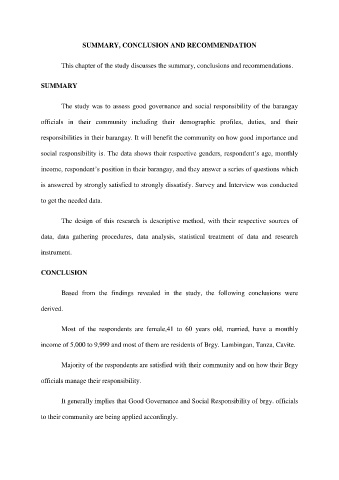 SUMMARY, CONCLUSION AND RECOMMENDATION
This chapter of the study discusses the summary, conclusions and recommendations.
SUMMARY
The study was to assess good governance and social responsibility of the barangay
officials in their community including their demographic profiles, duties, and their
responsibilities in their barangay. It will benefit the community on how good importance and
social responsibility is. The data shows their respective genders, respondent's age, monthly
income, respondent's position in their barangay, and they answer a series of questions which
is answered by strongly satisfied to strongly dissatisfy. Survey and Interview was conducted
to get the needed data.
The design of this research is descriptive method, with their respective sources of
data, data gathering procedures, data analysis, statistical treatment of data and research
instrument.
CONCLUSION
Based from the findings revealed in the study, the following conclusions were
derived.
Most of the respondents are female,41 to 60 years old, married, have a monthly
income of 5,000 to 9,999 and most of them are residents of Brgy. Lambingan, Tanza, Cavite.
Majority of the respondents are satisfied with their community and on how their Brgy
officials manage their responsibility.
It generally implies that Good Governance and Social Responsibility of brgy. officials
to their community are being applied accordingly.